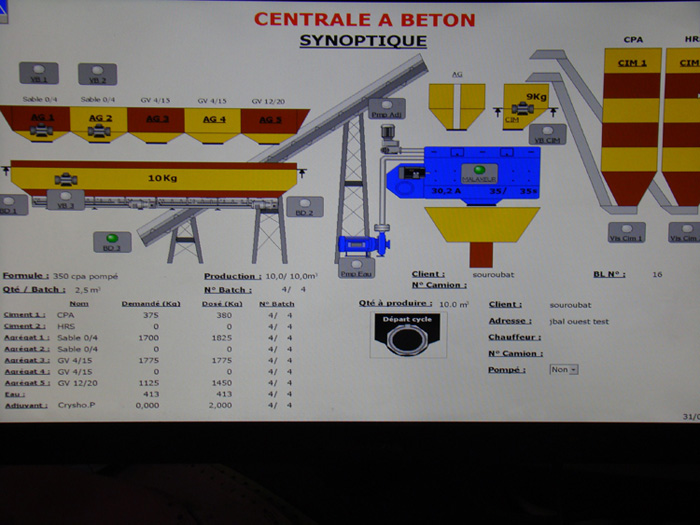 CENTRALE A BETON
SYNOPTIQUE
CPA HR
VB 1 VB 2
Sable 0/4 Sable 0/4 GV 4/15 GV 4/15 GV 12/20
AG 1 AG 2 AG 3 AG 4 AG 5
Pmp Adj
AG
9Kg
CIM
VB CIM
CIM 1 CIM
10Kg
MALAXEUR
30,2 A 35/ 35s
BD 1 VB 3 BD 2
BD 3
Pmp Eau
Vis Cim 1 Vis Cim
Formule : 350 cpa pompé Production : 10,0/ 10,0m³ Client : souroubat BL N° : 16
Qté / Batch : 2,5 m³ N° Batch : 4/ 4 N° Camion :
Nom Demandé (Kg) Dosé (Kg) N° Batch
Ciment 1 : CPA 375 380 4/ 4
Ciment 2 : HRS 0 0 4/ 4
Agrégat 1 : Sable 0/4 1700 1825 4/ 4
Agrégat 2 : Sable 0/4 0 0 4/ 4
Agrégat 3 : GV 4/15 1775 1775 4/ 4
Agrégat 4 : GV 4/15 0 0 4/ 4
Agrégat 5 : GV 12/20 1125 1450 4/ 4
Eau : 413 413 4/ 4
Adjuvant : Crysho.P 0,000 2,000 4/ 4
Qté à produire : 10.0 m³
Départ cycle
Client : souroubat
Adresse : jbal ouest test
Chauffeur :
N° Camion :
Pompé : Non
31/0